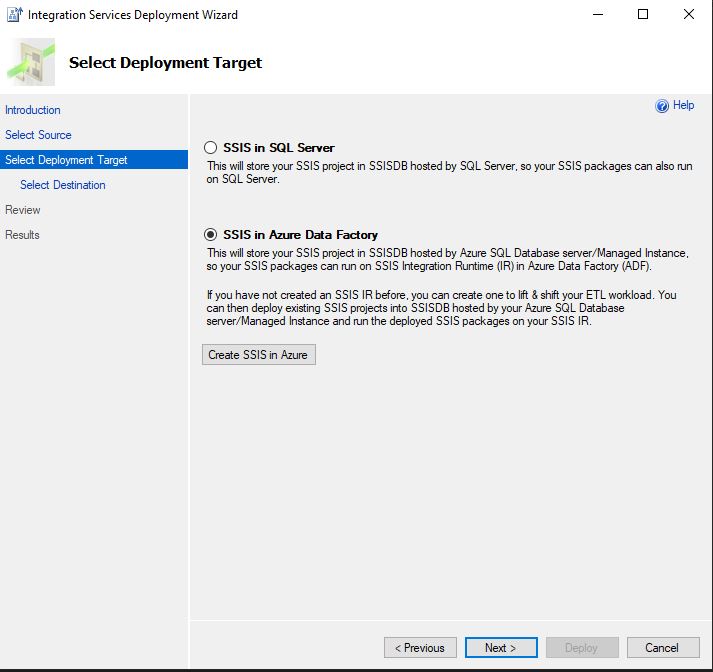 Integration Services Deployment Wizard
Select Deployment Target
Introduction
Select Source
Select Deployment Target
Select Destination
Review
Results
Help
SSIS in SQL Server
This will store your SSIS project in SSISDB hosted by SQL Server, so your SSIS packages can also run
on SQL Server.
SSIS in Azure Data Factory
This will store your SSIS project in SSISDB hosted by Azure SQL Database server/Managed Instance,
so your SSIS packages can run on SSIS Integration Runtime (IR) in Azure Data Factory (ADF).
If you have not created an SSIS IR before, you can create one to lift & shift your ETL workload. You
can then deploy existing SSIS projects into SSISDB hosted by your Azure SQL Database
server/Managed Instance and run the deployed SSIS packages on your SSIS IR.
Create SSIS in Azure
< Previous
Next >
Deploy
Cancel